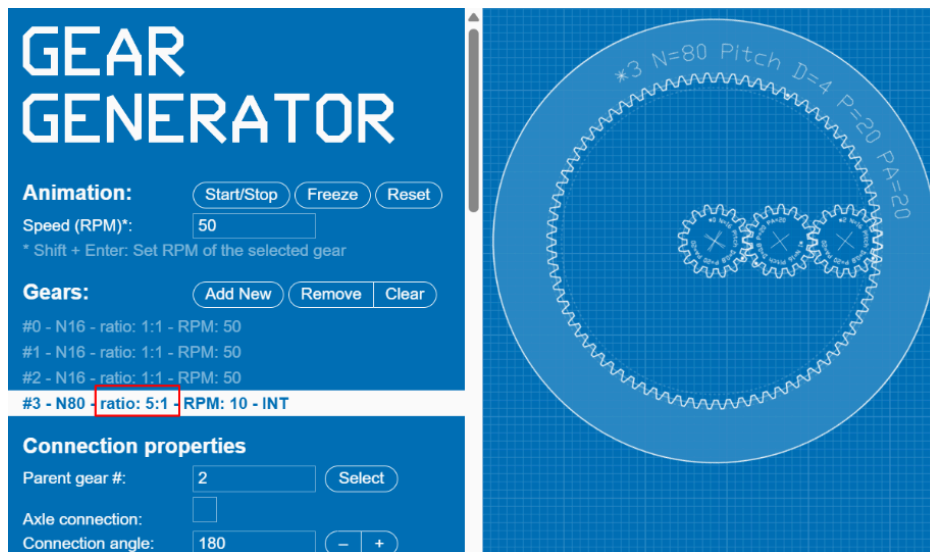 GEAR
GENERATOR
Animation:
Start/Stop Freeze Reset
Speed (RPM)*: 50
* Shift + Enter: Set RPM of the selected gear
Gears:
Add New Remove Clear
#0 - N16 - ratio: 1:1 - RPM: 50
#1 - N16 - ratio: 1:1 - RPM: 50
#2 - N16 - ratio: 1:1 - RPM: 50
#3 - N80 - ratio: 5:1 - RPM: 10 - INT
Connection properties
Parent gear #: 2 Select
Axle connection:
Connection angle: 180 – +
*3 N=80 Pitch D=4 P=20 PA=20